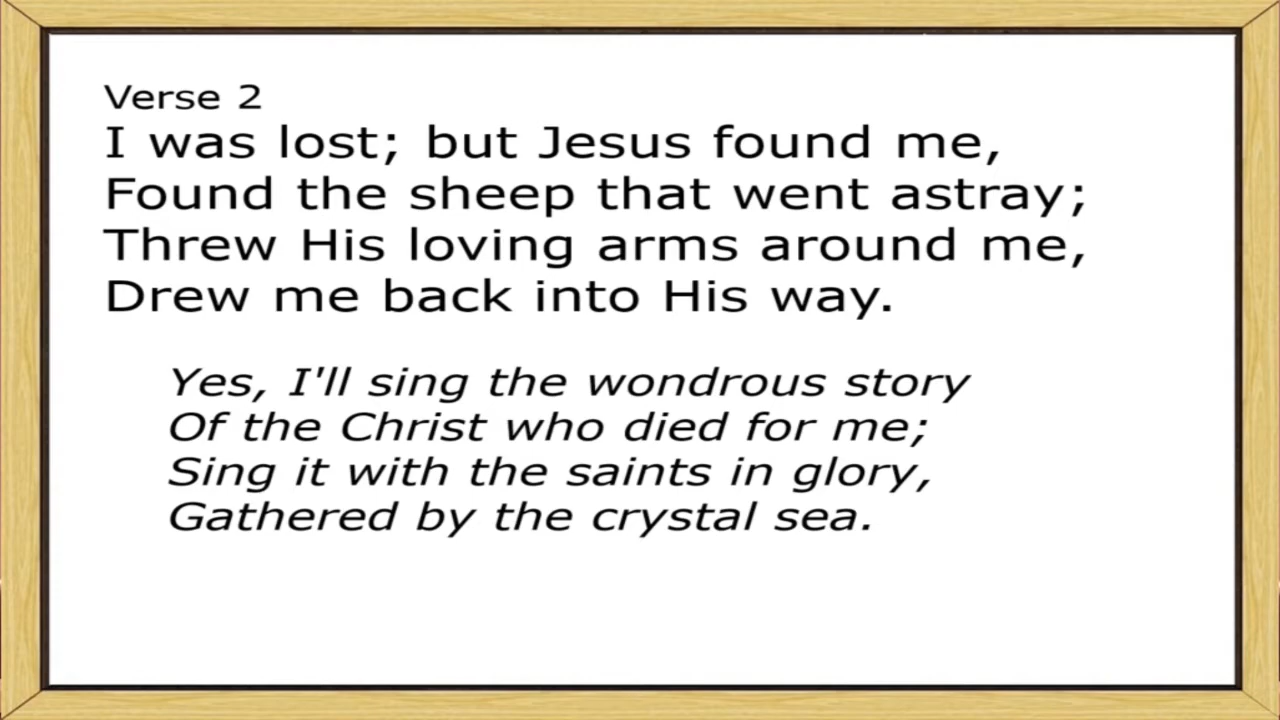 Verse 2
I was lost; but Jesus found me,
Found the sheep that went astray;
Threw His loving arms around me,
Drew me back into His way.
Yes, I'll sing the wondrous story
Of the Christ who died for me;
Sing it with the saints in glory,
Gathered by the crystal sea.